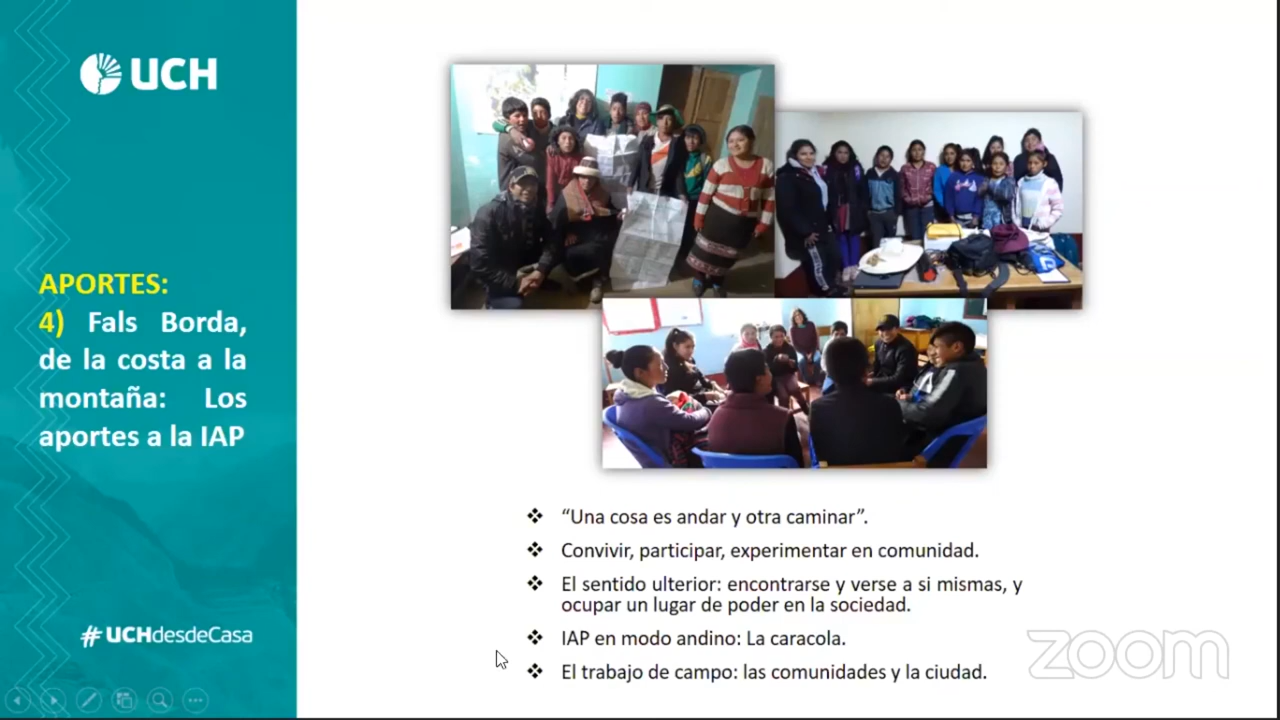 UCH
APORTES:
4) Fals Borda,
de la costa a la
montaña: Los
aportes a la IAP
#UCHdesdeCasa
❖ “Una cosa es andar y otra caminar”.
❖ Convivir, participar, experimentar en comunidad.
❖ El sentido ulterior: encontrarse y verse a si mismas, y
ocupar un lugar de poder en la sociedad.
❖ IAP en modo andino: La caracola.
❖ El trabajo de campo: las comunidades y la ciudad.
zoom